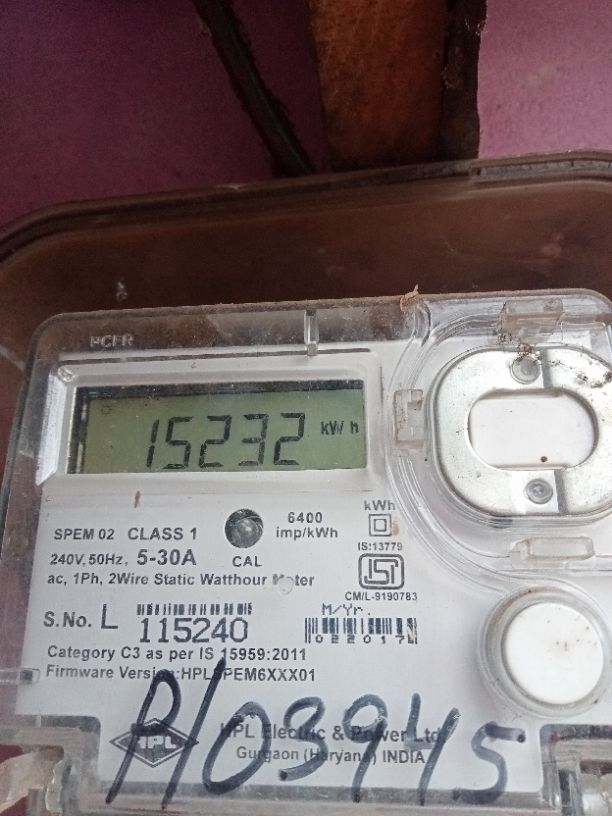 PCFR
15232 kWh
SPEM 02 CLASS 1
240V, 50Hz, 5-30A
CAL
6400
imp/kWh
kWh
IS:13779
ac, 1Ph, 2Wire Static Watthour Meter
CM/L-9190783
S.No. L 115240
M/Yr.
022017
Category C3 as per IS 15959:2011
Firmware Version:HPLSPEM6XXX01
HPL
HPL Electric & Power Ltd
Gurgaon (Haryana) INDIA
P/03945